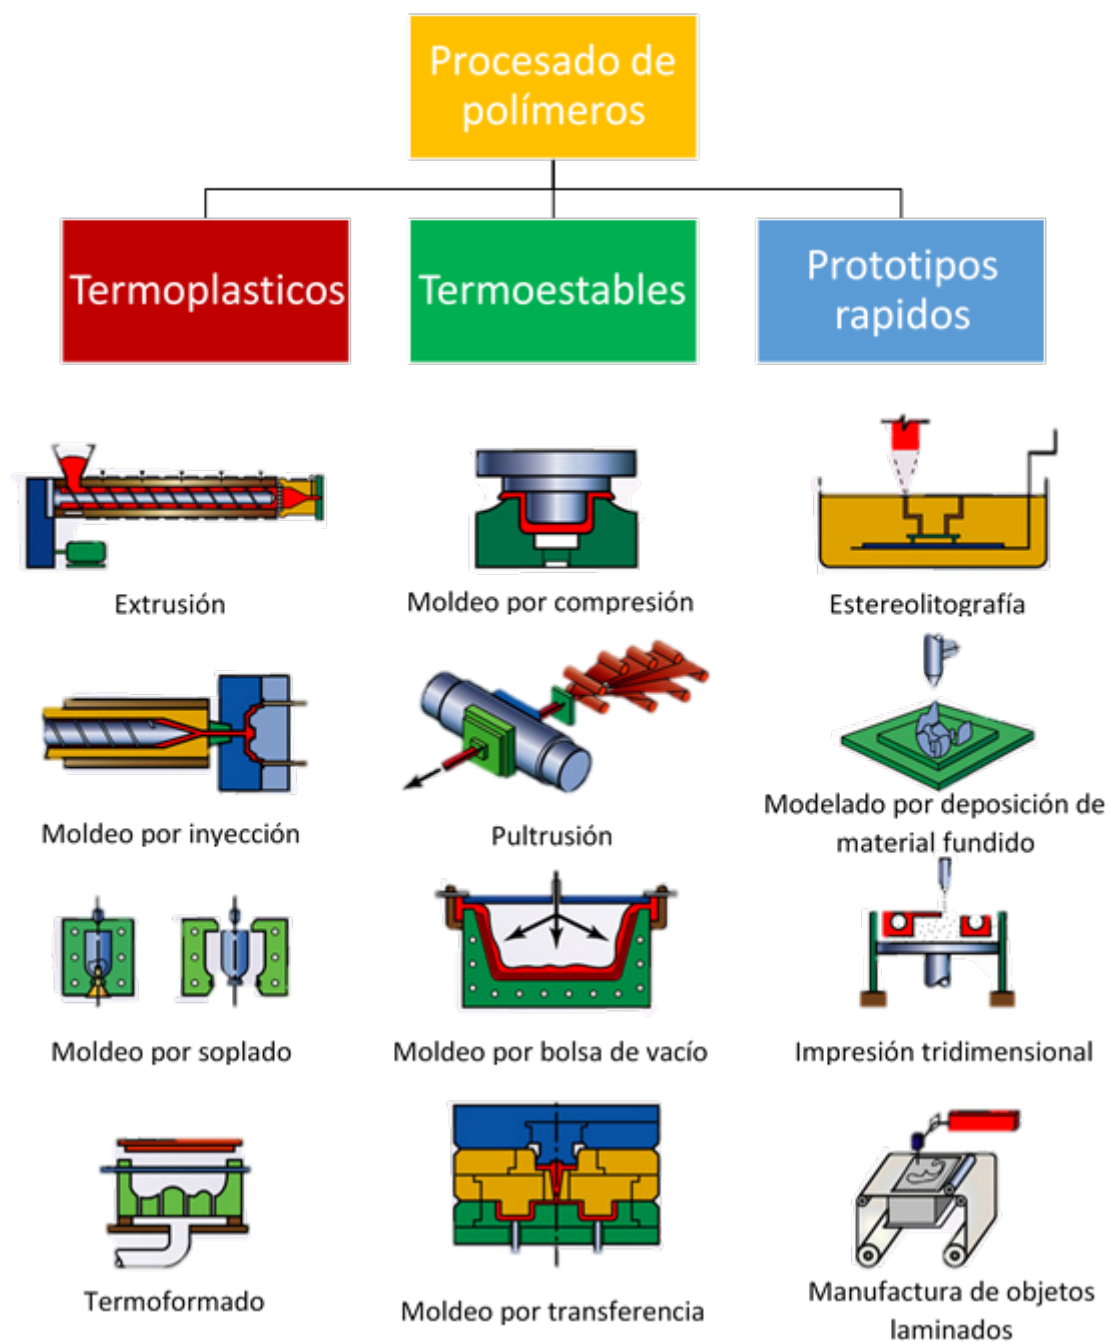 Procesado de
polímeros
Termoplasticos
Termoestables
Prototipos
rapidos
Extrusión
Moldeo por compresión
Estereolitografía
Moldeo por inyección
Pultrusión
Modelado por deposición de
material fundido
Moldeo por soplado
Moldeo por bolsa de vacío
Impresión tridimensional
Termoformado
Moldeo por transferencia
Manufactura de objetos
laminados